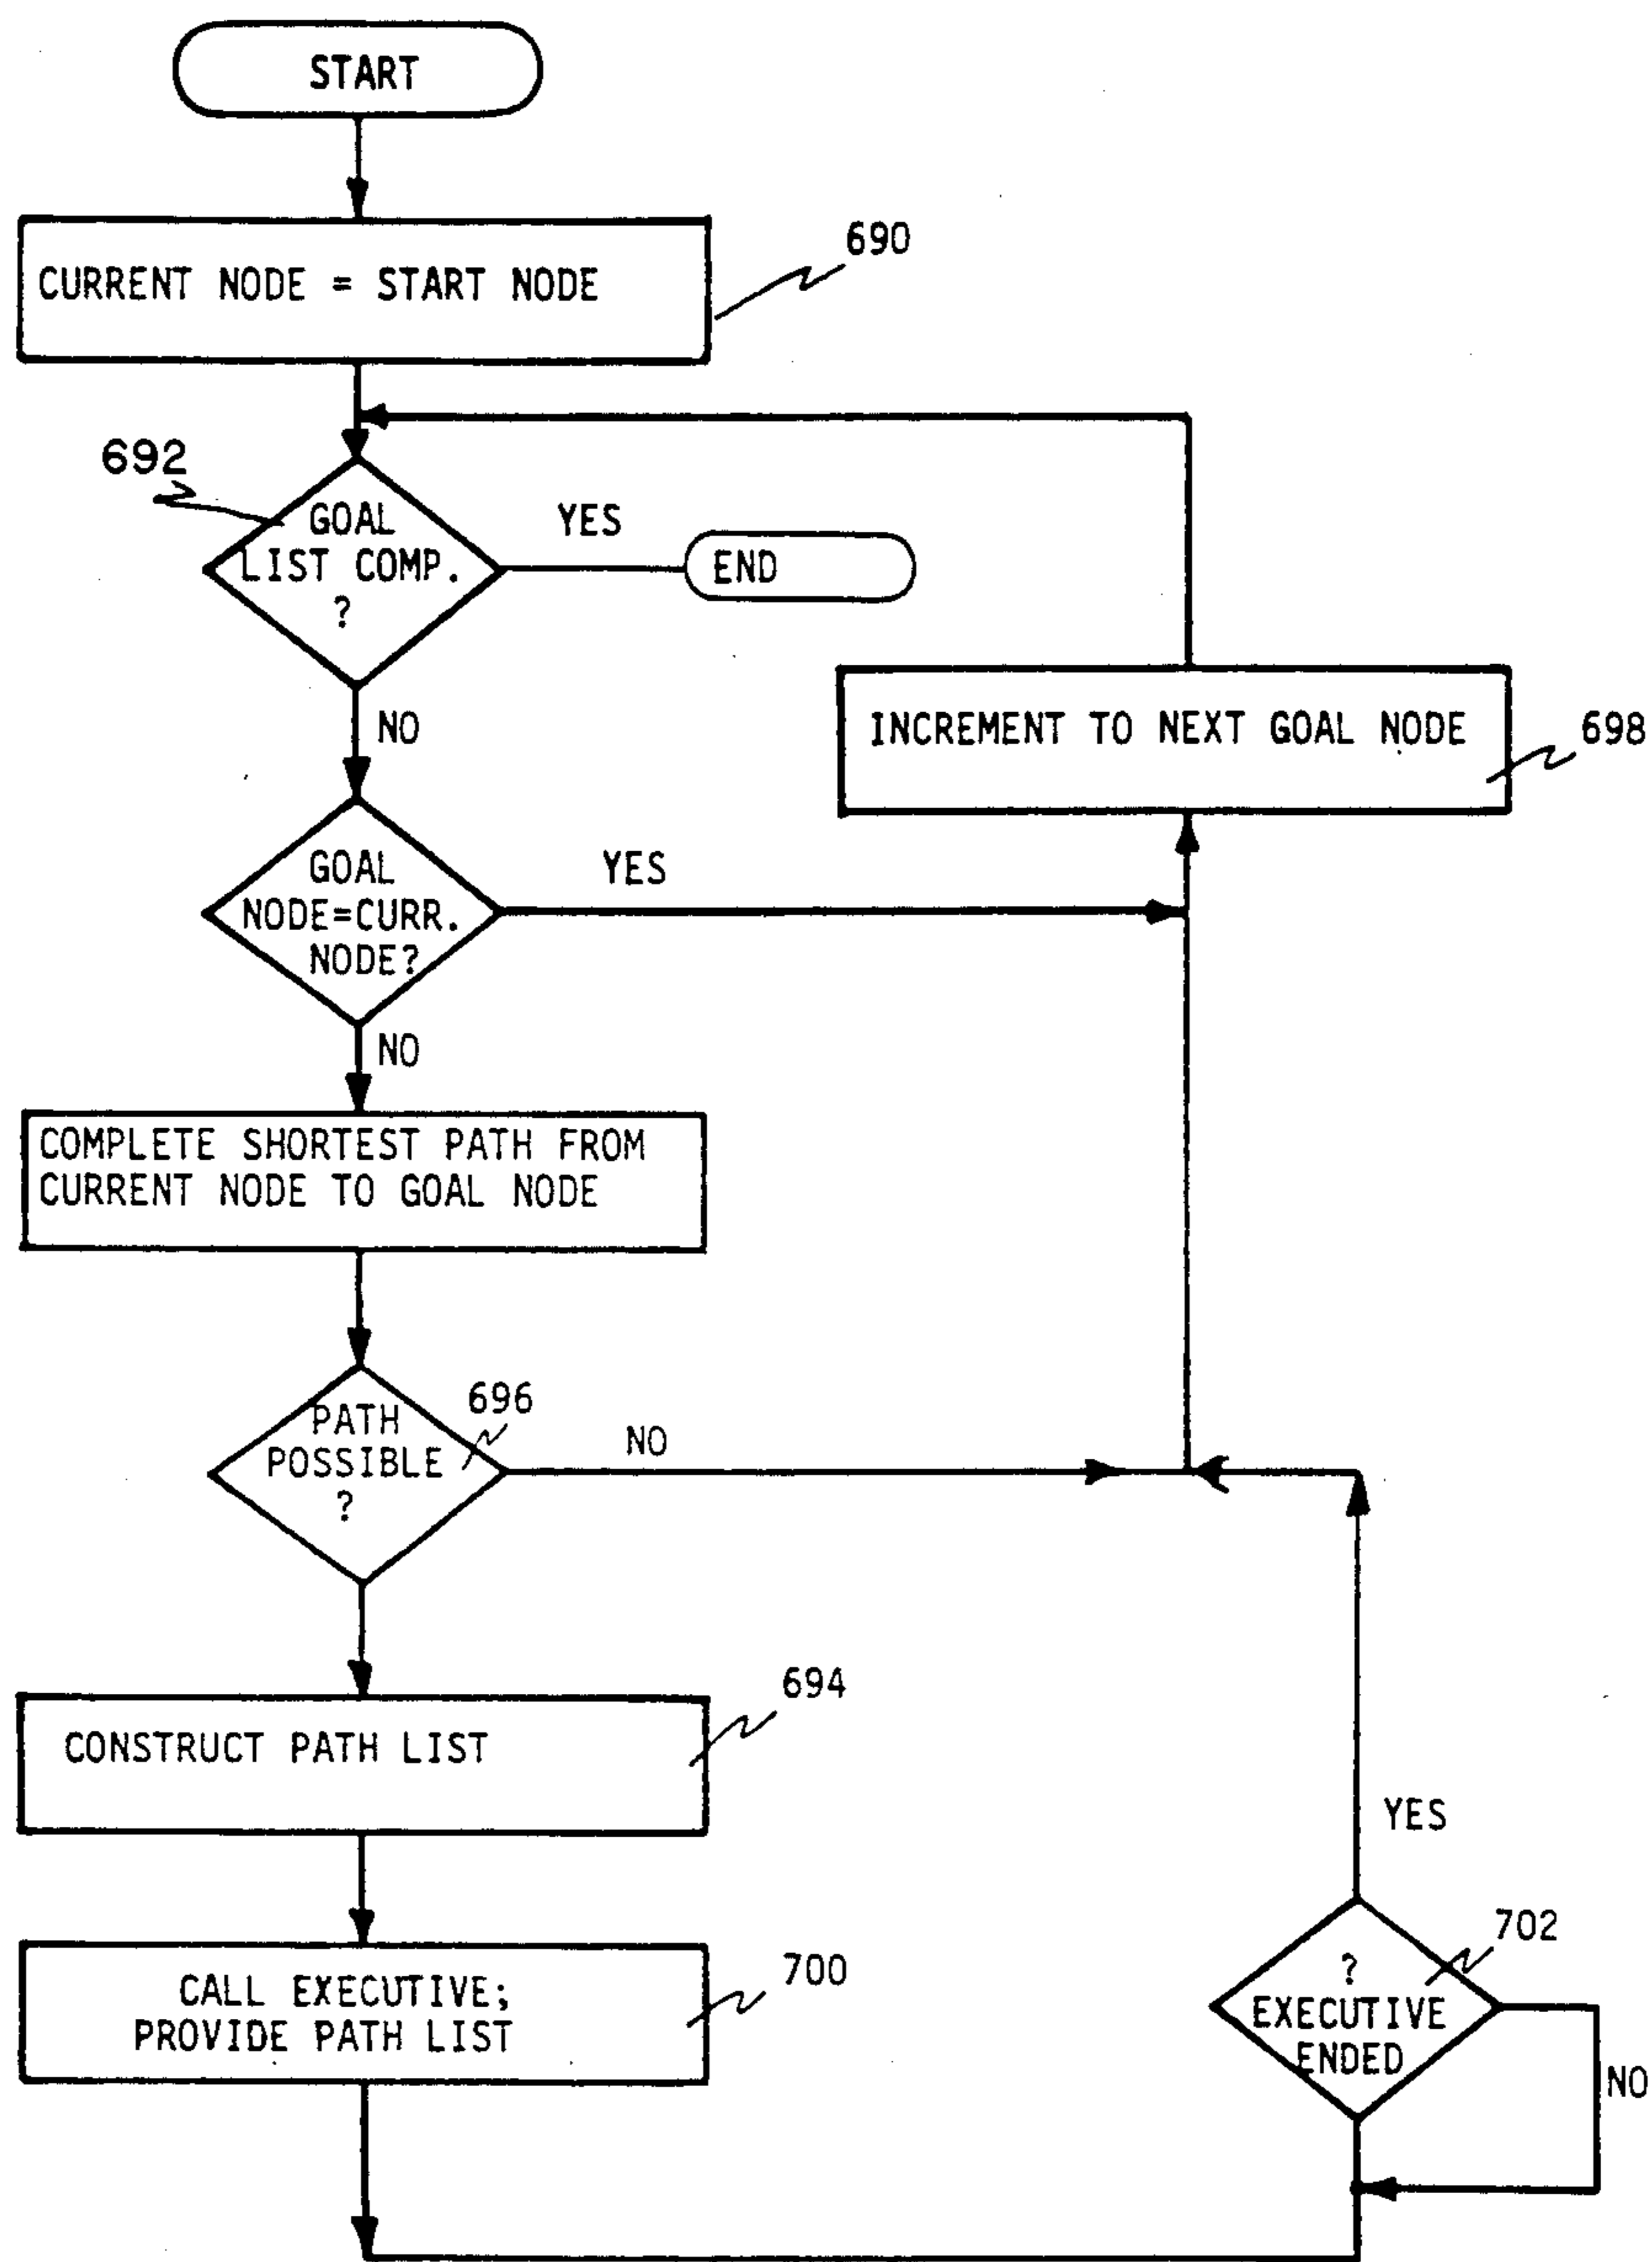 START
690
CURRENT NODE = START NODE
692
GOAL
LIST COMP.
?
YES
END
NO
INCREMENT TO NEXT GOAL NODE
698
GOAL
NODE=CURR.
NODE?
YES
NO
COMPLETE SHORTEST PATH FROM
CURRENT NODE TO GOAL NODE
696
PATH
POSSIBLE
?
NO
694
CONSTRUCT PATH LIST
YES
700
CALL EXECUTIVE;
PROVIDE PATH LIST
702
?
EXECUTIVE
ENDED
NO